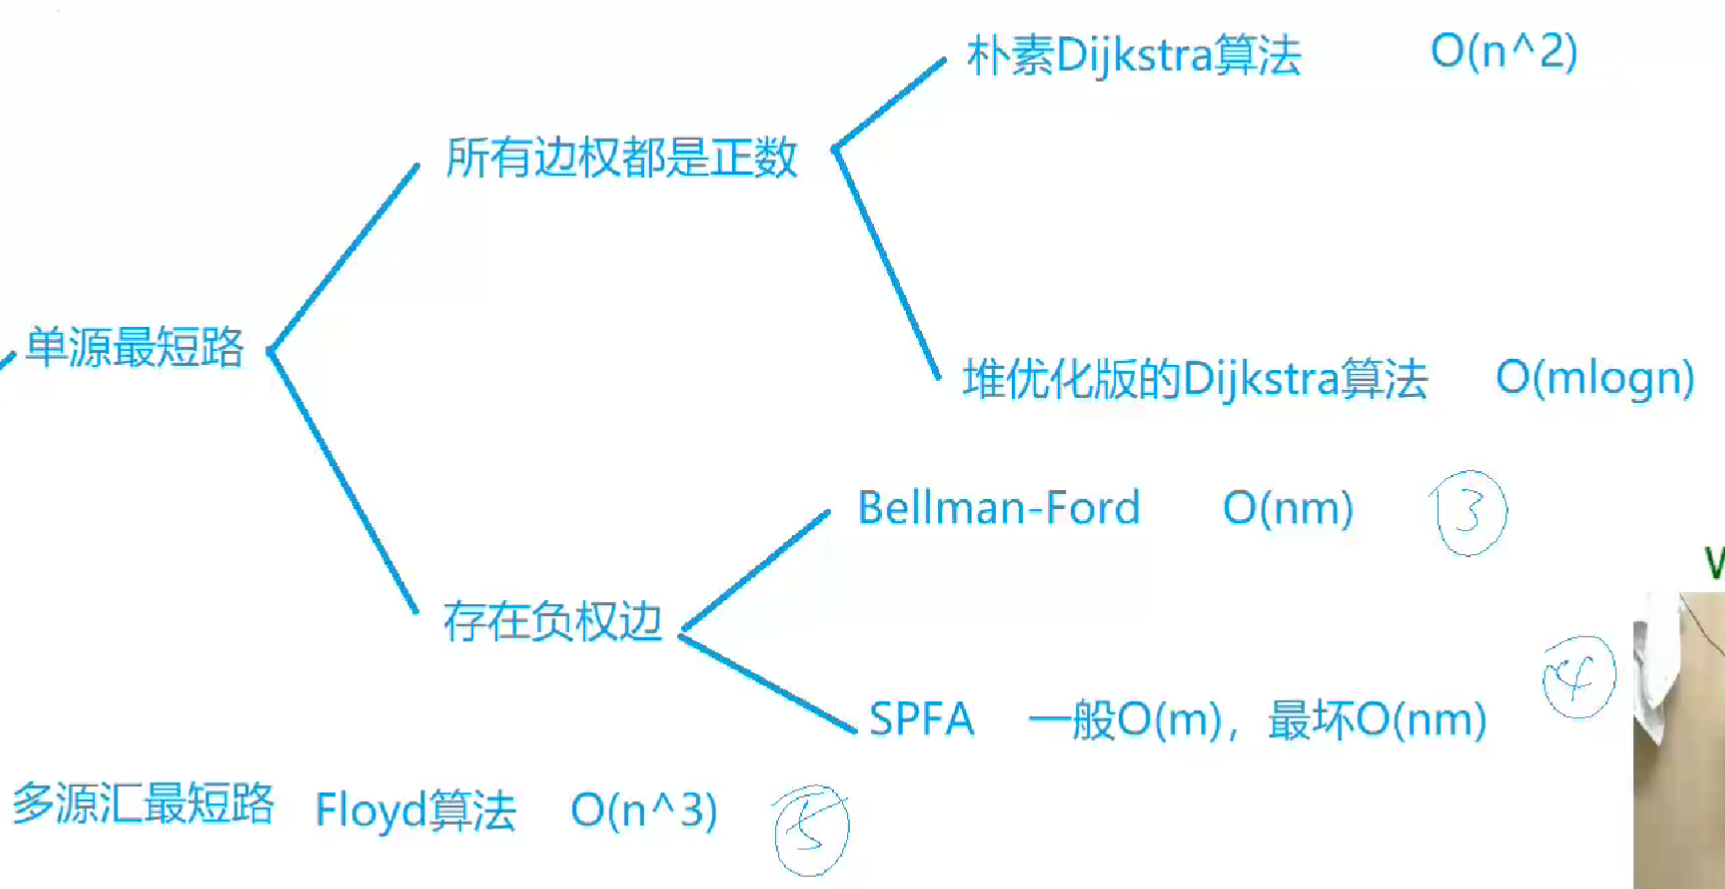 朴素Dijkstra算法 O(n^2)
所有边权都是正数
单源最短路
堆优化版的Dijkstra算法 O(mlogn)
Bellman-Ford O(nm) 3
存在负权边
SPFA 一般O(m)，最坏O(nm) 4
多源汇最短路 Floyd算法 O(n^3) 5